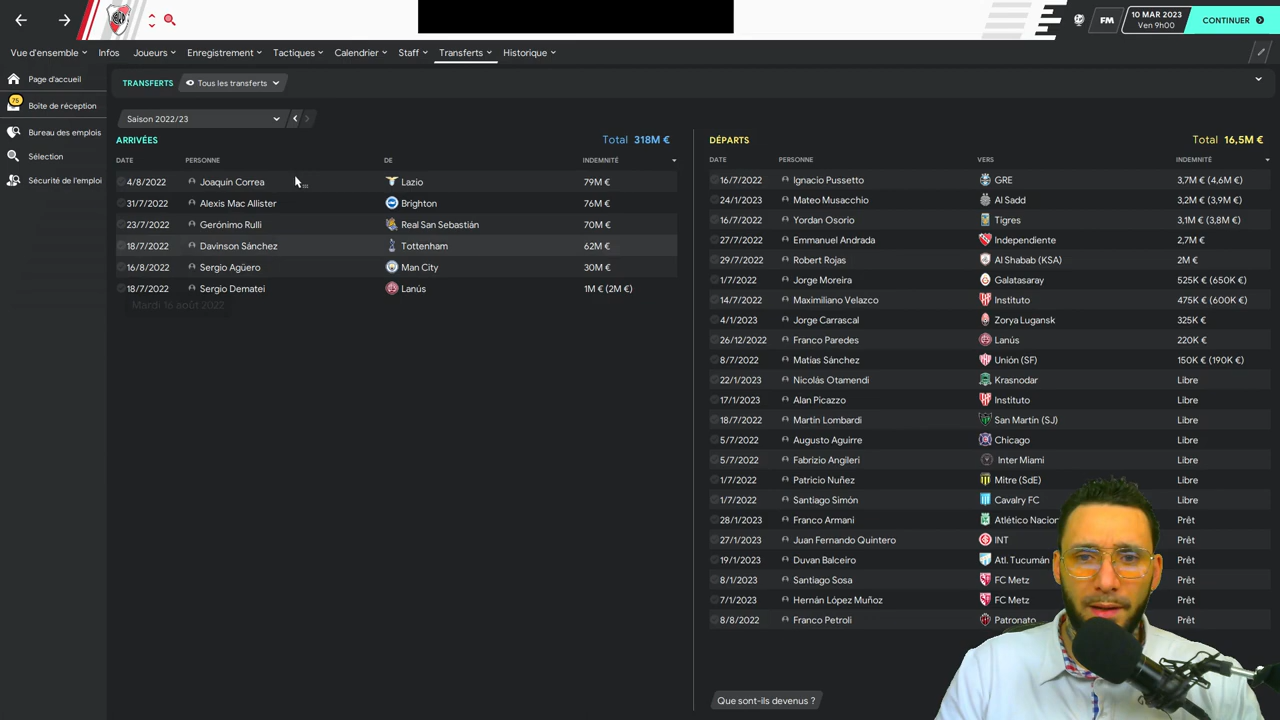 FM
10 MAR 2023
Ven 9h00
CONTINUER
Vue d'ensemble
Infos
Joueurs
Enregistrement
Tactiques
Calendrier
Staff
Transferts
Historique
Page d'accueil
75
Boîte de réception
Bureau des emplois
Sélection
Sécurité de l'emploi
TRANSFERTS
Tous les transferts
Saison 2022/23
ARRIVÉES
Total 318M €
DATE PERSONNE DE INDEMNITÉ
4/8/2022 Joaquín Correa Lazio 79M €
31/7/2022 Alexis Mac Allister Brighton 76M €
23/7/2022 Gerónimo Rulli Real San Sebastián 70M €
18/7/2022 Davinson Sánchez Tottenham 62M €
16/8/2022 Sergio Agüero Man City 30M €
18/7/2022 Sergio Dematei Lanús 1M € (2M €)
Mardi 16 août 2022
DÉPARTS
Total 16,5M €
DATE PERSONNE VERS INDEMNITÉ
16/7/2022 Ignacio Pussetto GRE 3,7M € (4,6M €)
24/1/2023 Mateo Musacchio Al Sadd 3,2M € (3,9M €)
16/7/2022 Yordan Osorio Tigres 3,1M € (3,8M €)
27/7/2022 Emmanuel Andrada Independiente 2,7M €
29/7/2022 Robert Rojas Al Shabab (KSA) 2M €
1/7/2022 Jorge Moreira Galatasaray 525K € (650K €)
14/7/2022 Maximiliano Velazco Instituto 475K € (600K €)
4/1/2023 Jorge Carrascal Zorya Lugansk 325K €
26/12/2022 Franco Paredes Lanús 220K €
8/7/2022 Matías Sánchez Unión (SF) 150K € (190K €)
22/1/2023 Nicolás Otamendi Krasnodar Libre
17/1/2023 Alan Picazzo Instituto Libre
18/7/2022 Martín Lombardi San Martín (SJ) Libre
5/7/2022 Augusto Aguirre Chicago Libre
5/7/2022 Fabrizio Angileri Inter Miami Libre
1/7/2022 Patricio Nuñez Mitre (SdE) Libre
1/7/2022 Santiago Simón Cavalry FC Libre
28/1/2023 Franco Armani Atlético Nacion Prêt
27/1/2023 Juan Fernando Quintero INT Prêt
19/1/2023 Duvan Balceiro Atl. Tucumán Prêt
8/1/2023 Santiago Sosa FC Metz Prêt
7/1/2023 Hernán López Muñoz FC Metz Prêt
8/8/2022 Franco Petroli Patronato Prêt
Que sont-ils devenus ?